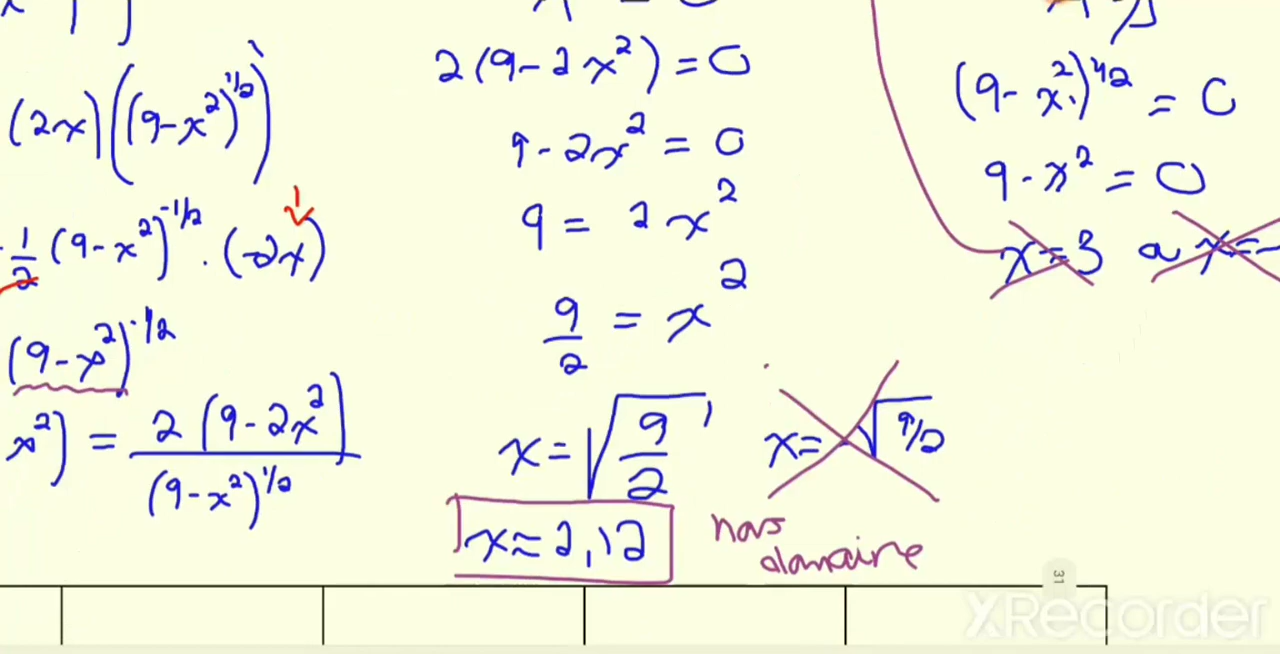 (2x)((9-x²)^1/2)'
1/2 (9-x²)^-1/2 · (-2x)
(9-x²)^-1/2
x²) = 2(9-2x²) / (9-x²)^1/2
2(9-2x²) = 0
9-2x² = 0
9 = 2x²
9/2 = x²
x = √(9/2)
x = -√(9/2)
x ≈ 2,12
hors
domaine
(9-x²)^1/2 = 0
9-x² = 0
x = 3 ou x = -
31
XRecorder